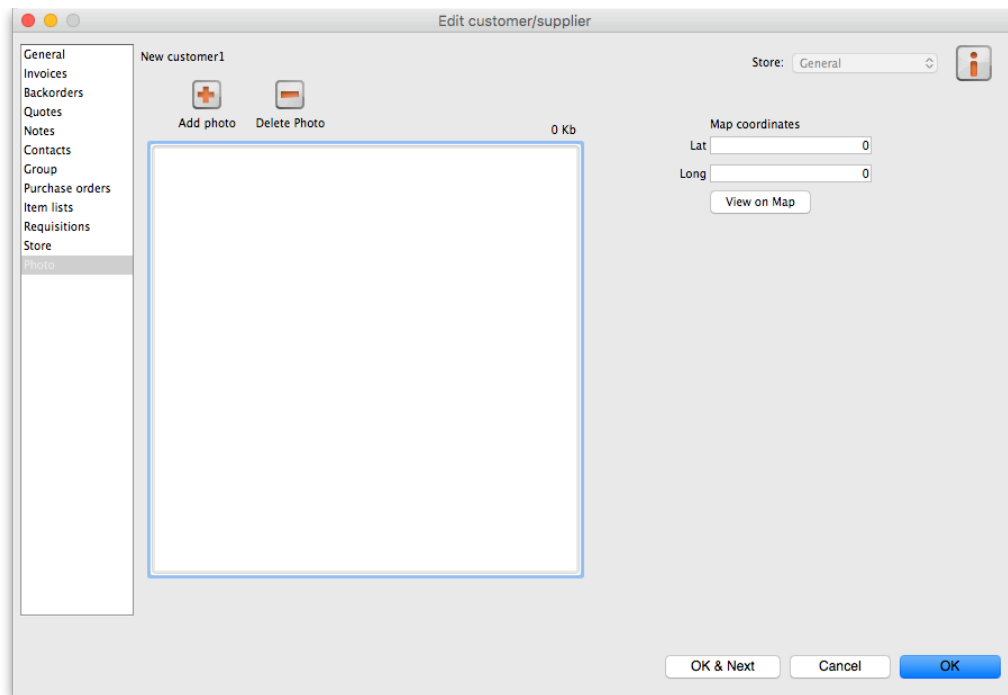 Edit customer/supplier
General
Invoices
Backorders
Quotes
Notes
Contacts
Group
Purchase orders
Item lists
Requisitions
Store
Photo
New customer1
Store: General
Add photo Delete Photo
0 Kb
Map coordinates
Lat 0
Long 0
View on Map
OK & Next Cancel OK